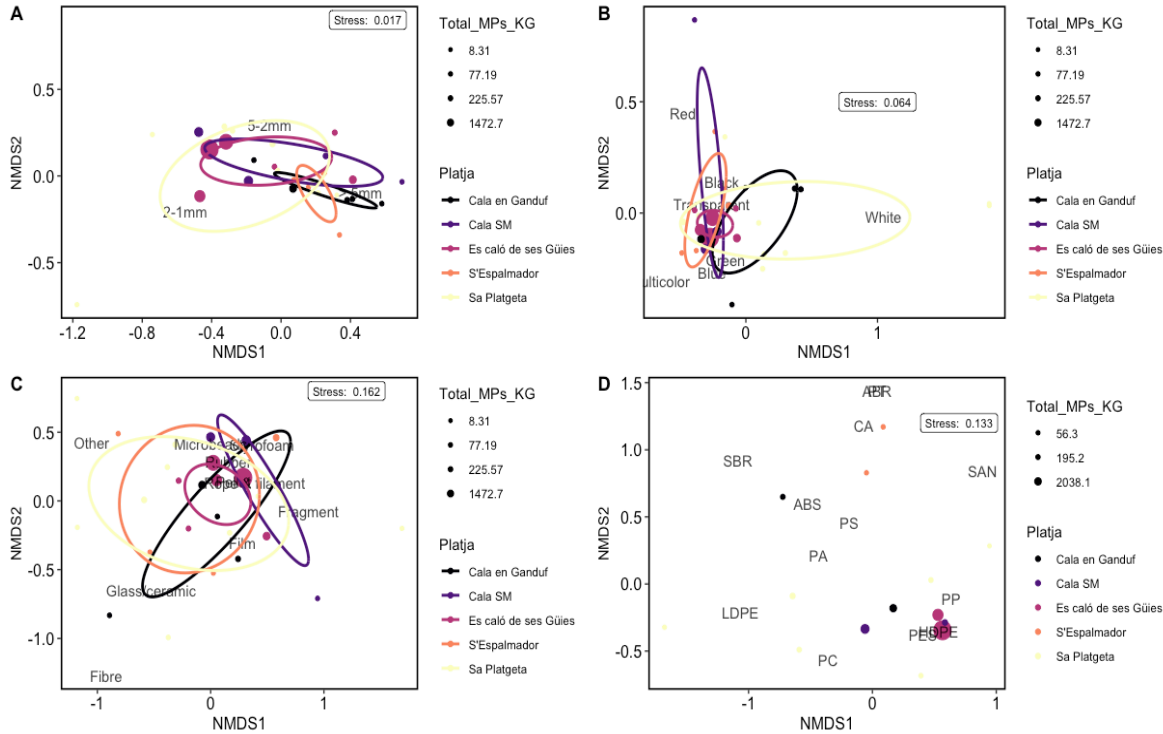 A
Stress: 0.017
5-2mm
2-1mm
NMDS2
0.5
0.0
-0.5
-1.2
-0.8
-0.4
0.0
0.4
NMDS1
Total_MPs_KG
8.31
77.19
225.57
1472.7
Platja
Cala en Ganduf
Cala SM
Es caló de ses Güies
S'Espalmador
Sa Platgeta
B
Stress: 0.064
Red
Black
Transparent
White
Green
Blue
ulticolor
NMDS2
0.5
0.0
0
1
NMDS1
Total_MPs_KG
8.31
77.19
225.57
1472.7
Platja
Cala en Ganduf
Cala SM
Es caló de ses Güies
S'Espalmador
Sa Platgeta
C
Stress: 0.162
Other
Fragment
Film
Glass/ceramic
Fibre
NMDS2
0.5
0.0
-0.5
-1.0
-1
0
1
NMDS1
Total_MPs_KG
8.31
77.19
225.57
1472.7
Platja
Cala en Ganduf
Cala SM
Es caló de ses Güies
S'Espalmador
Sa Platgeta
D
Stress: 0.133
CA
SBR
SAN
ABS
PS
PA
PP
LDPE
PES
HDPE
PC
NMDS2
1.5
1.0
0.5
0.0
-0.5
-1
0
1
NMDS1
Total_MPs_KG
56.3
195.2
2038.1
Platja
Cala en Ganduf
Cala SM
Es caló de ses Güies
S'Espalmador
Sa Platgeta